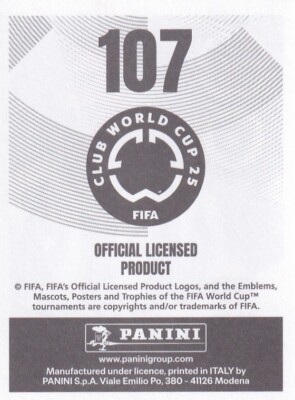 107
CLUB WORLD CUP 25
FIFA
OFFICIAL LICENSED
PRODUCT
© FIFA, FIFA's Official Licensed Product Logos, and the Emblems,
Mascots, Posters and Trophies of the FIFA World Cup™
tournaments are copyrights and/or trademarks of FIFA.
PANINI
www.paninigroup.com
Manufactured under licence, printed in ITALY by
PANINI S.p.A. Viale Emilio Po, 380 - 41126 Modena